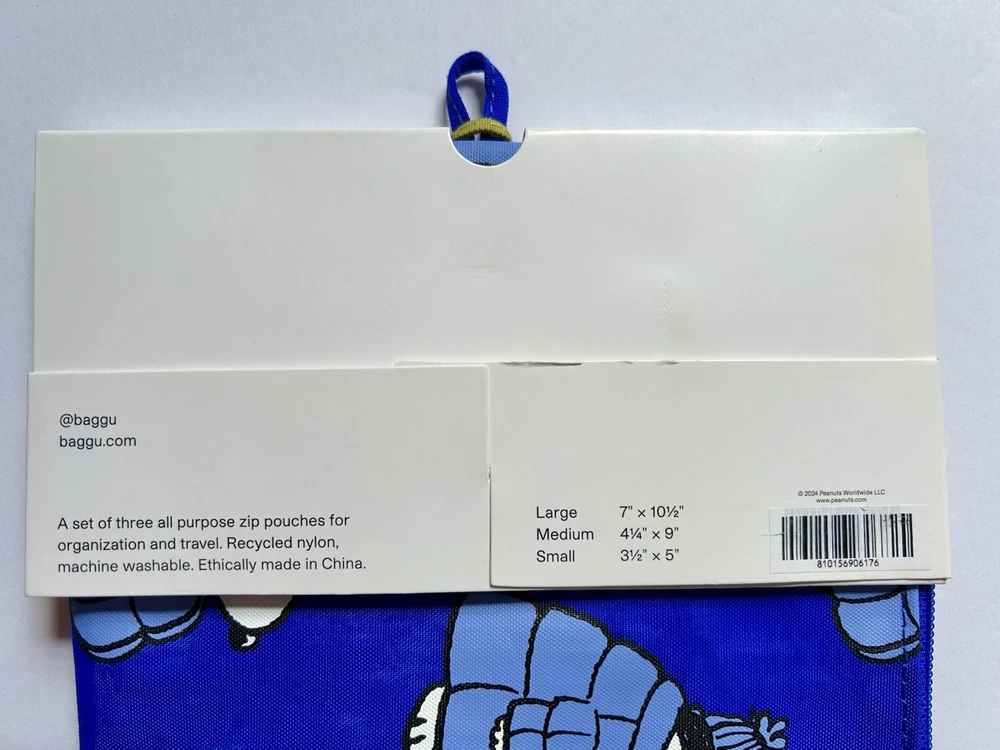 @baggu
baggu.com
A set of three all purpose zip pouches for
organization and travel. Recycled nylon,
machine washable. Ethically made in China.
Large 7" × 10½"
Medium 4¼" × 9"
Small 3½" × 5"
© 2024 Peanuts Worldwide LLC
www.peanuts.com
810156906176